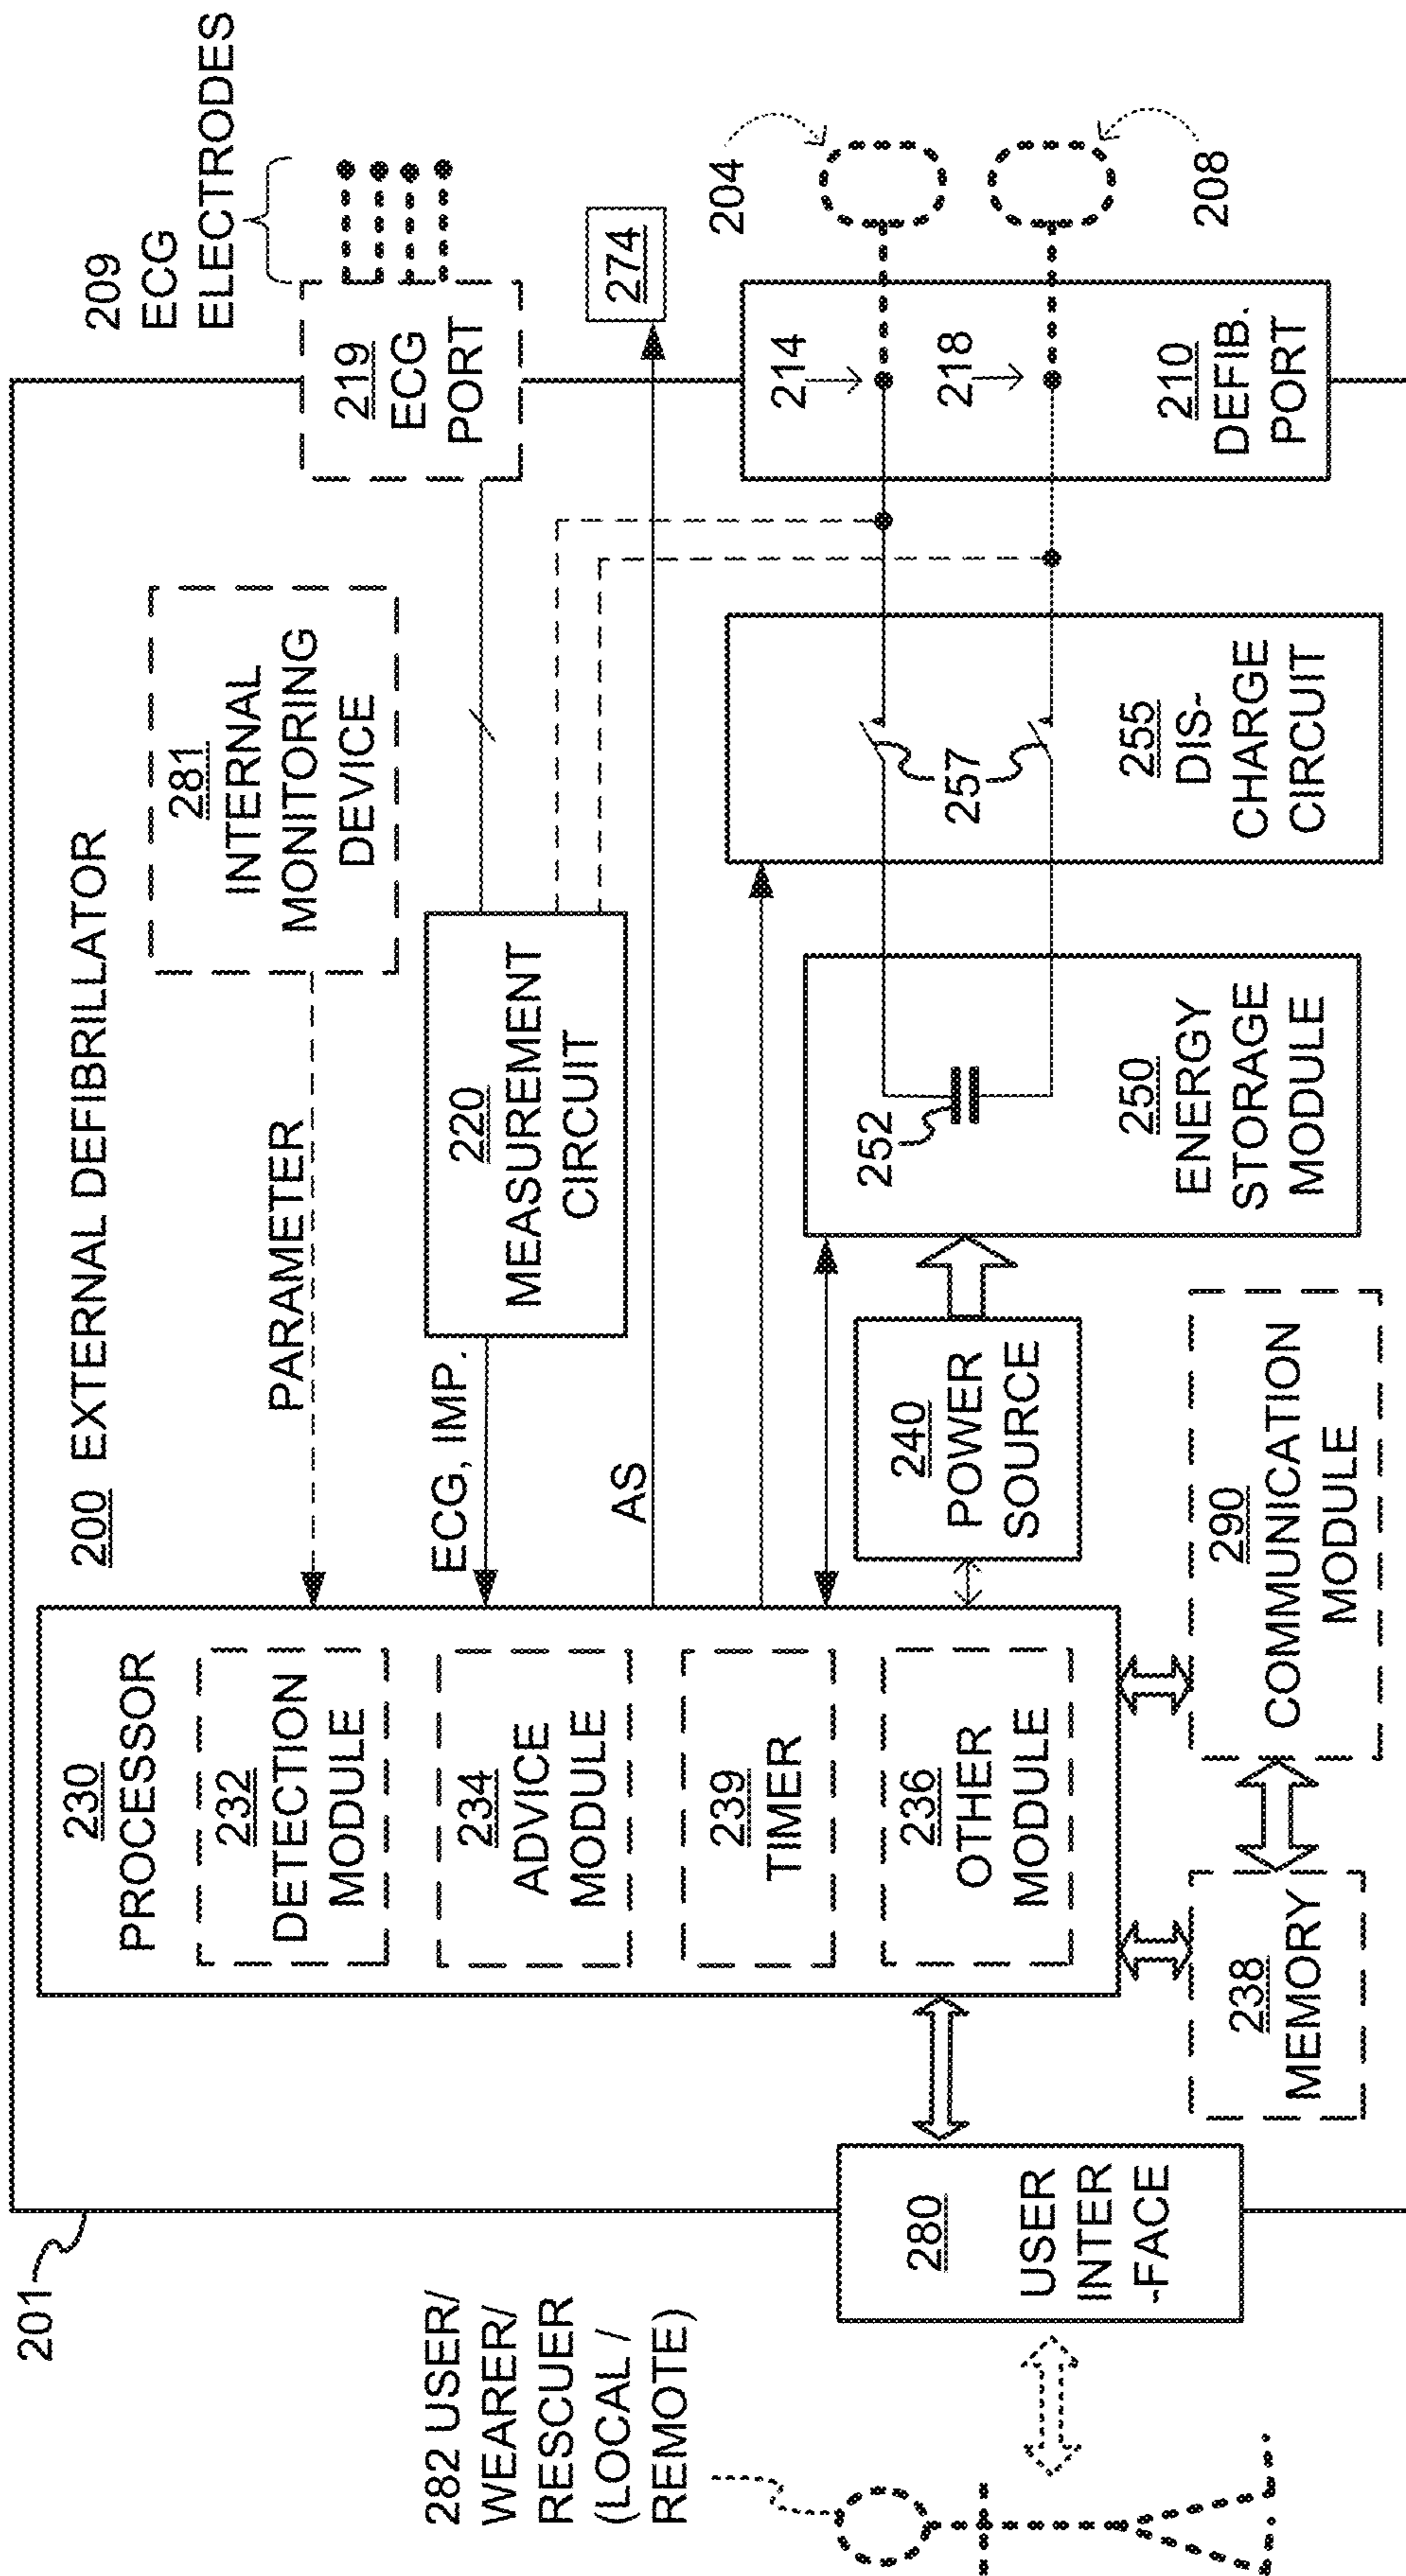 201
200 EXTERNAL DEFIBRILLATOR
209
ECG
ELECTRODES
230
PROCESSOR
232
DETECTION
MODULE
234
ADVICE
MODULE
239
TIMER
236
OTHER
MODULE
PARAMETER
281
INTERNAL
MONITORING
DEVICE
219
ECG
PORT
ECG, IMP.
220
MEASUREMENT
CIRCUIT
AS
274
282 USER/
WEARER/
RESCUER
(LOCAL /
REMOTE)
280
USER
INTER
-FACE
240
POWER
SOURCE
252
250
ENERGY
STORAGE
MODULE
257
255
DIS-
CHARGE
CIRCUIT
214
218
210
DEFIB.
PORT
204
208
238
MEMORY
290
COMMUNICATION
MODULE